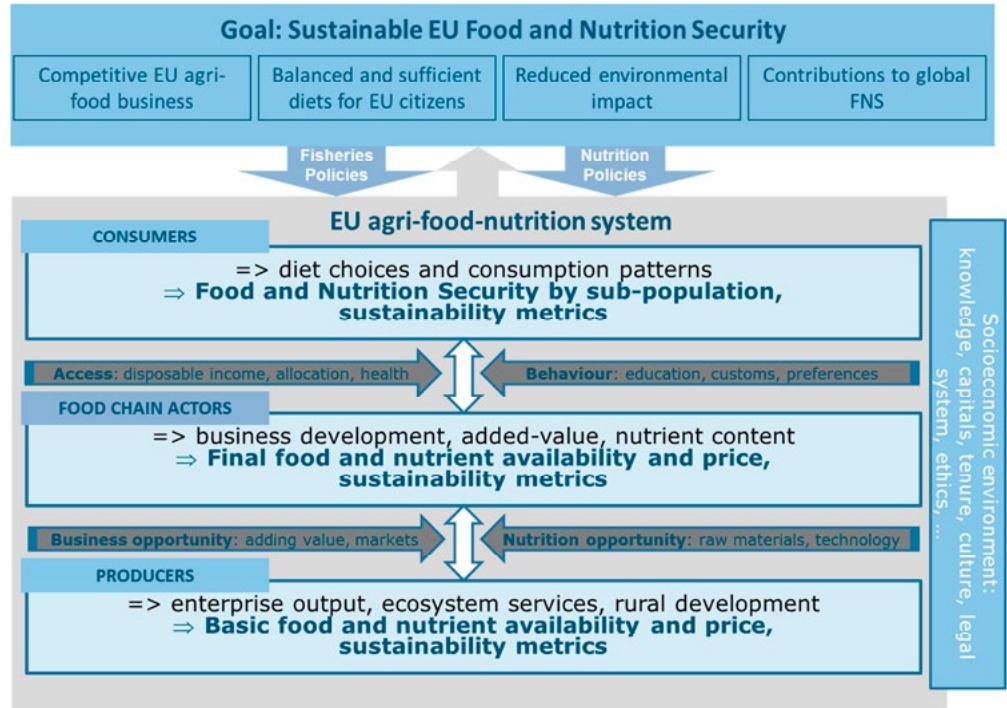 Goal: Sustainable EU Food and Nutrition Security
Competitive EU agri-
food business
Balanced and sufficient
diets for EU citizens
Reduced environmental
impact
Contributions to global
FNS
Fisheries
Policies
Nutrition
Policies
EU agri-food-nutrition system
CONSUMERS
=> diet choices and consumption patterns
⇒ Food and Nutrition Security by sub-population,
sustainability metrics
Access: disposable income, allocation, health
Behaviour: education, customs, preferences
FOOD CHAIN ACTORS
=> business development, added-value, nutrient content
⇒ Final food and nutrient availability and price,
sustainability metrics
Business opportunity: adding value, markets
Nutrition opportunity: raw materials, technology
PRODUCERS
=> enterprise output, ecosystem services, rural development
⇒ Basic food and nutrient availability and price,
sustainability metrics
Socioeconomic environment:
knowledge, capitals, tenure, culture, legal
system, ethics, ...